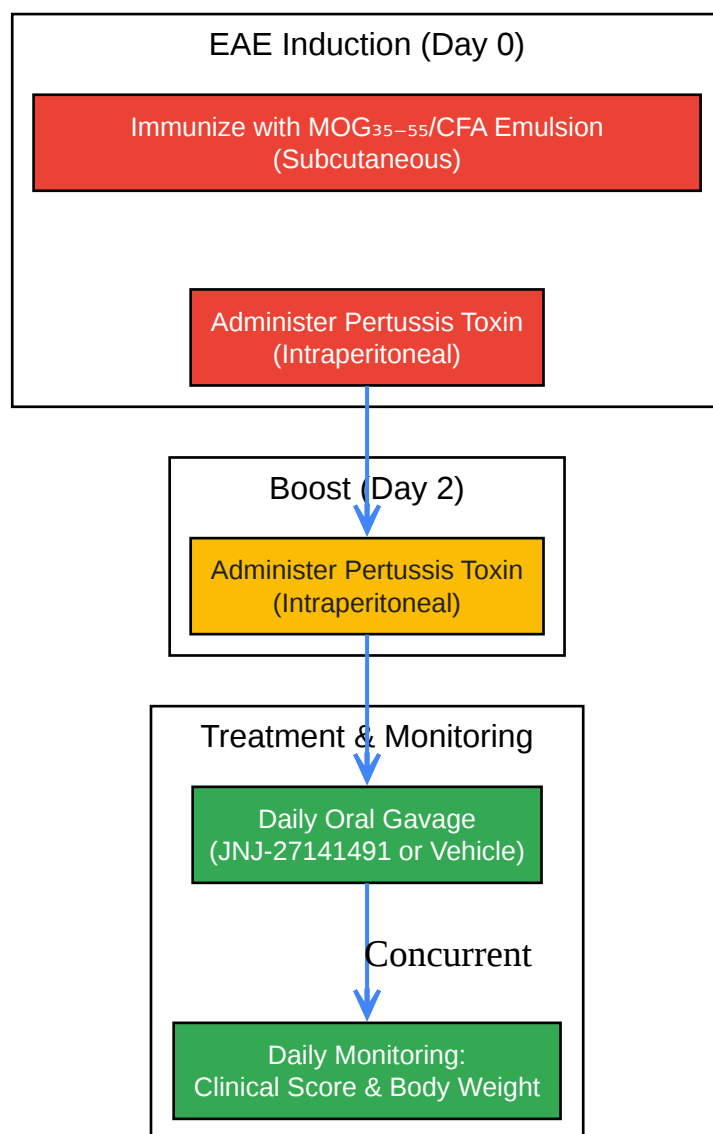 EAE Induction (Day 0)
Immunize with MOG₃₅₋₅₅/CFA Emulsion
(Subcutaneous)
Administer Pertussis Toxin
(Intraperitoneal)
Boost (Day 2)
Administer Pertussis Toxin
(Intraperitoneal)
Treatment & Monitoring
Daily Oral Gavage
(JNJ-27141491 or Vehicle)
Concurrent
Daily Monitoring:
Clinical Score & Body Weight